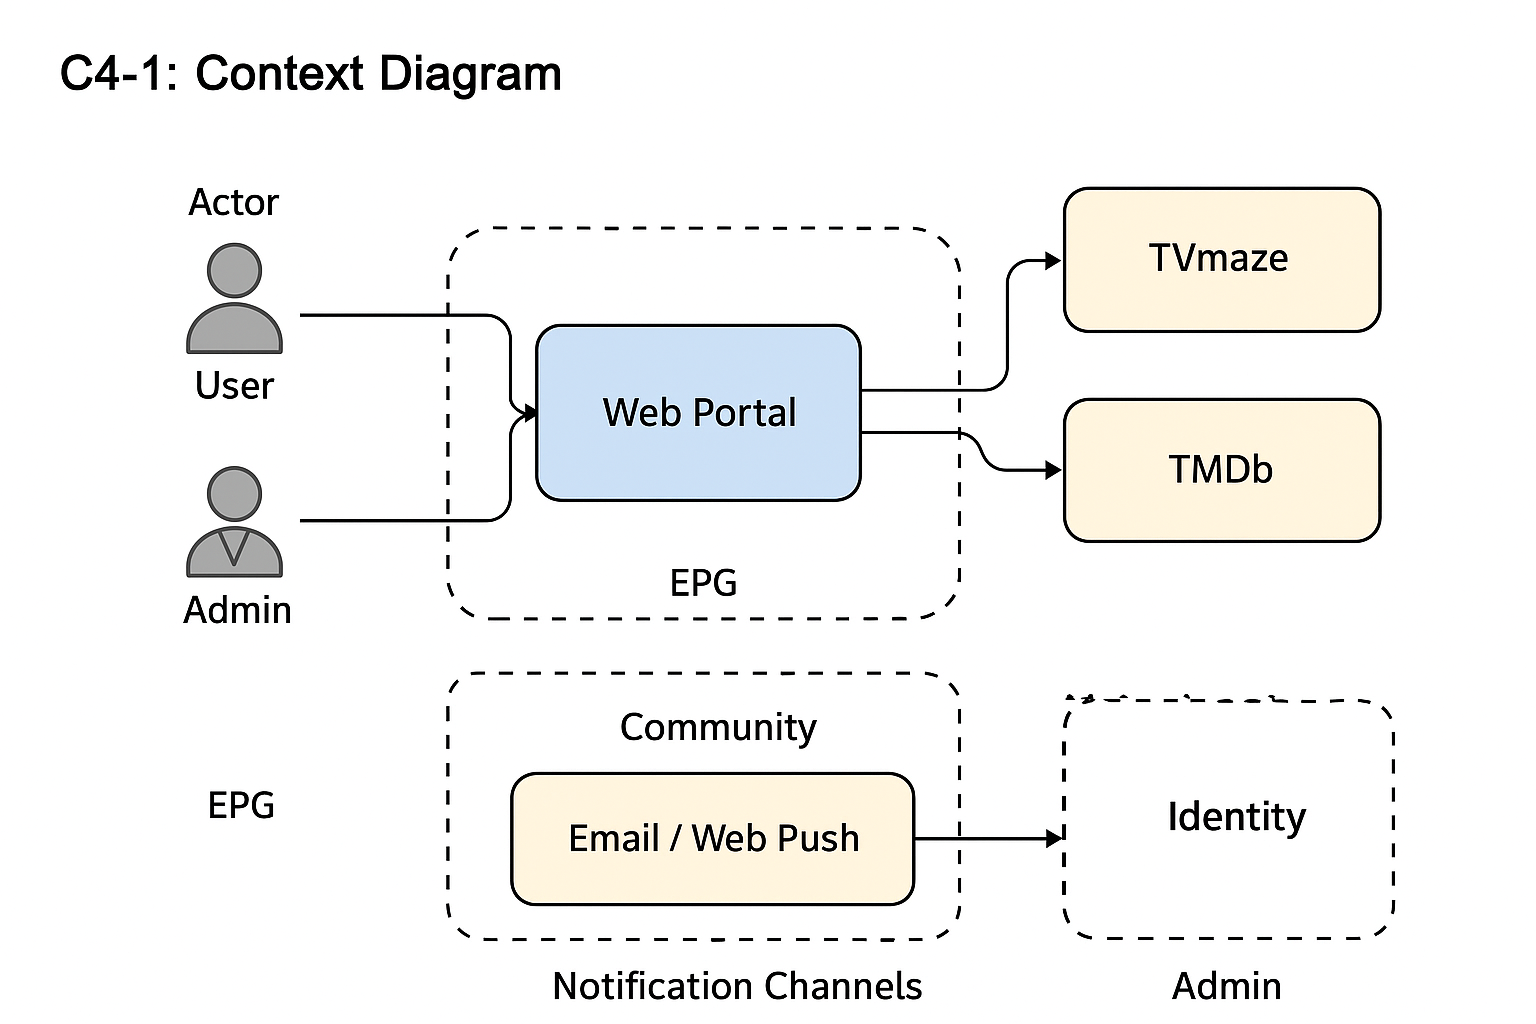 C4-1: Context Diagram
Actor
User
Admin
Web Portal
EPG
TVmaze
TMDb
EPG
Community
Email / Web Push
Notification Channels
Identity
Admin